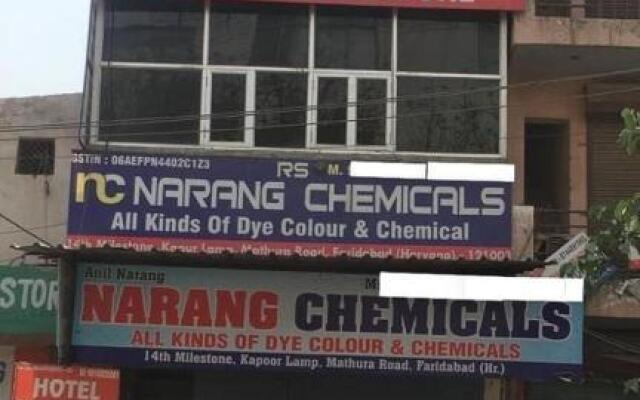 GSTIN : 06AEFPN4402C1Z3
RS M.
nc NARANG CHEMICALS
All Kinds Of Dye Colour & Chemical
14th Milestone, Kapur Lamp, Mathura Road, Faridabad (Haryana) - 121003
Anil Narang M
NARANG CHEMICALS
ALL KINDS OF DYE COLOUR & CHEMICALS
14th Milestone, Kapoor Lamp, Mathura Road, Faridabad (Hr.)
STOR
HOTEL